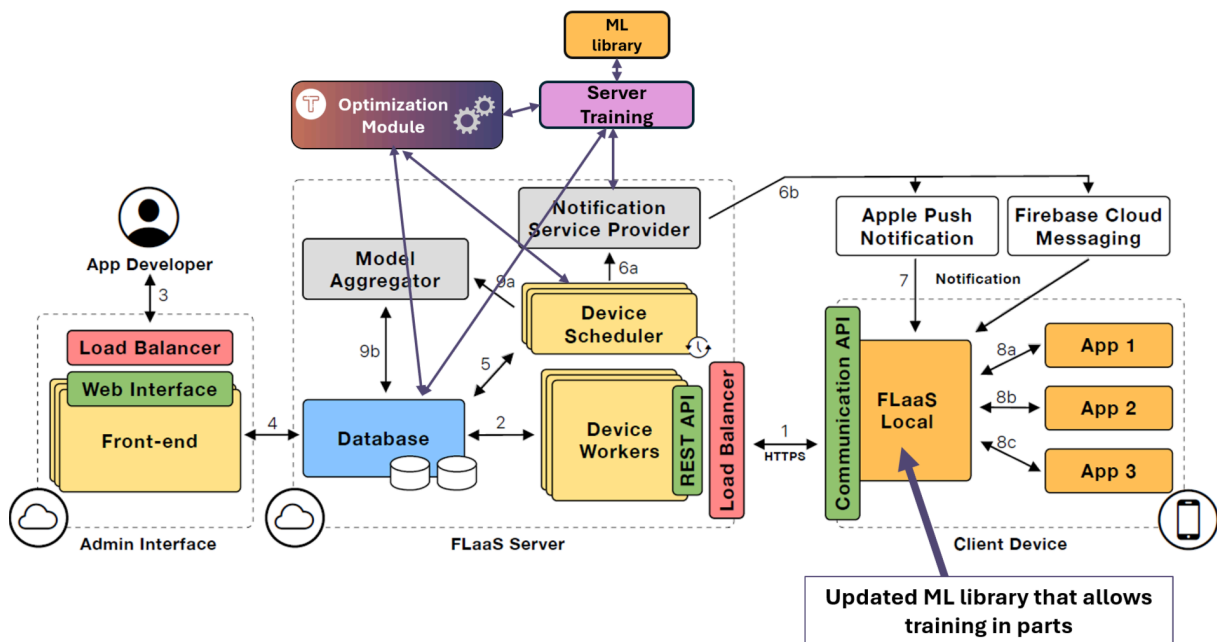 ML
library
T
Optimization
Module
Server
Training
6b
Notification
Service Provider
Apple Push
Notification
Firebase Cloud
Messaging
App Developer
Model
Aggregator
9a
6a
7
Notification
3
Device
Scheduler
Load Balancer
Web Interface
Front-end
9b
5
4
Database
2
Device
Workers
REST API
Load Balancer
1
HTTPS
Communication API
FLaaS
Local
8a
App 1
8b
App 2
8c
App 3
Admin Interface
FLaaS Server
Client Device
Updated ML library that allows
training in parts